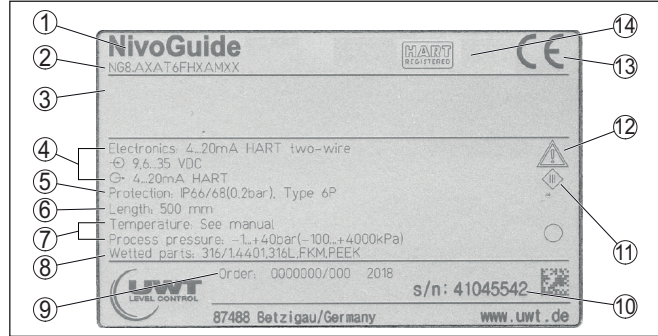 1
NivoGuide
HART
REGISTERED
14
CE
13
2
NG8.AXAT6FHXAMXX
3
4
Electronics: 4...20mA HART two-wire
9,6...35 VDC
4...20mA HART
12
5
Protection: IP66/68(0,2bar), Type 6P
6
Length: 500 mm
7
Temperature: See manual
Process pressure: -1...+40bar(-100...+4000kPa)
11
8
Wetted parts: 316/1.4401,316L,FKM,PEEK
9
Order: 0000000/000 2018
UWT
LEVEL CONTROL
s/n: 41045542
10
87488 Betzigau/Germany
www.uwt.de